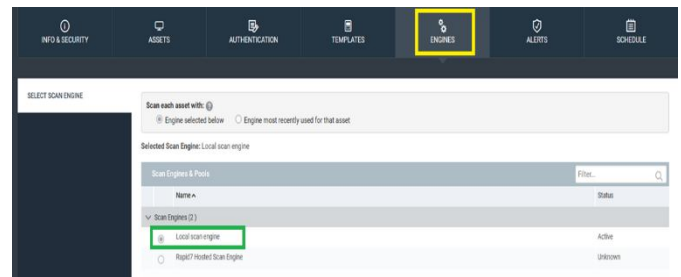 INFO & SECURITY ASSETS AUTHENTICATION TEMPLATES ENGINES ALERTS SCHEDULE
SELECT SCAN ENGINE
Scan each asset with:
Engine selected below Engine most recently used for that asset
Selected Scan Engine: Local scan engine
Scan Engines & Pools Filter...
Name Status
Scan Engines (2)
Local scan engine Active
Rapid7 Hosted Scan Engine Unknown